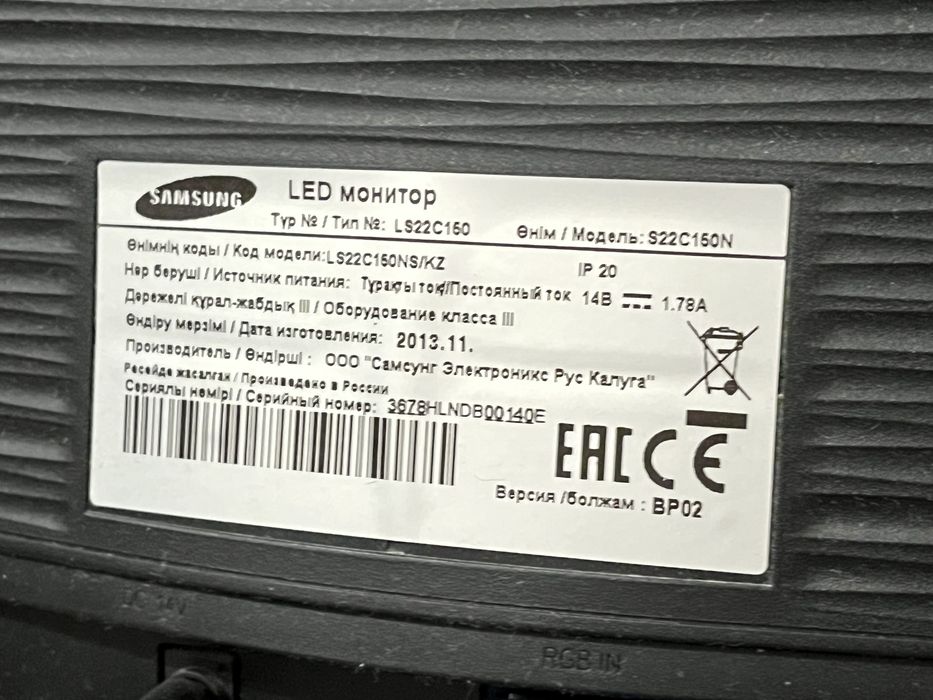 SAMSUNG
LED монитор
Тур № / Тип №: LS22C150
Өнім / Модель: S22C150N
Өнімнің коды / Код модели:LS22C150NS/KZ
IP 20
Нәр беруші / Источник питания: Тұрақты ток/Постоянный ток 14В 1.78A
Дәрежелі құрал-жабдық III / Оборудование класса III
Өндіру мерзімі / Дата изготовления: 2013.11.
Производитель / Өндірші : ООО "Самсунг Электроникс Рус Калуга"
Ресейде жасалған / Произведено в России
Сериялы немірі / Серийный номер: 3678HLNDB00140E
EAC CE
Версия /болжам : BP02
DC 14V
RGB IN